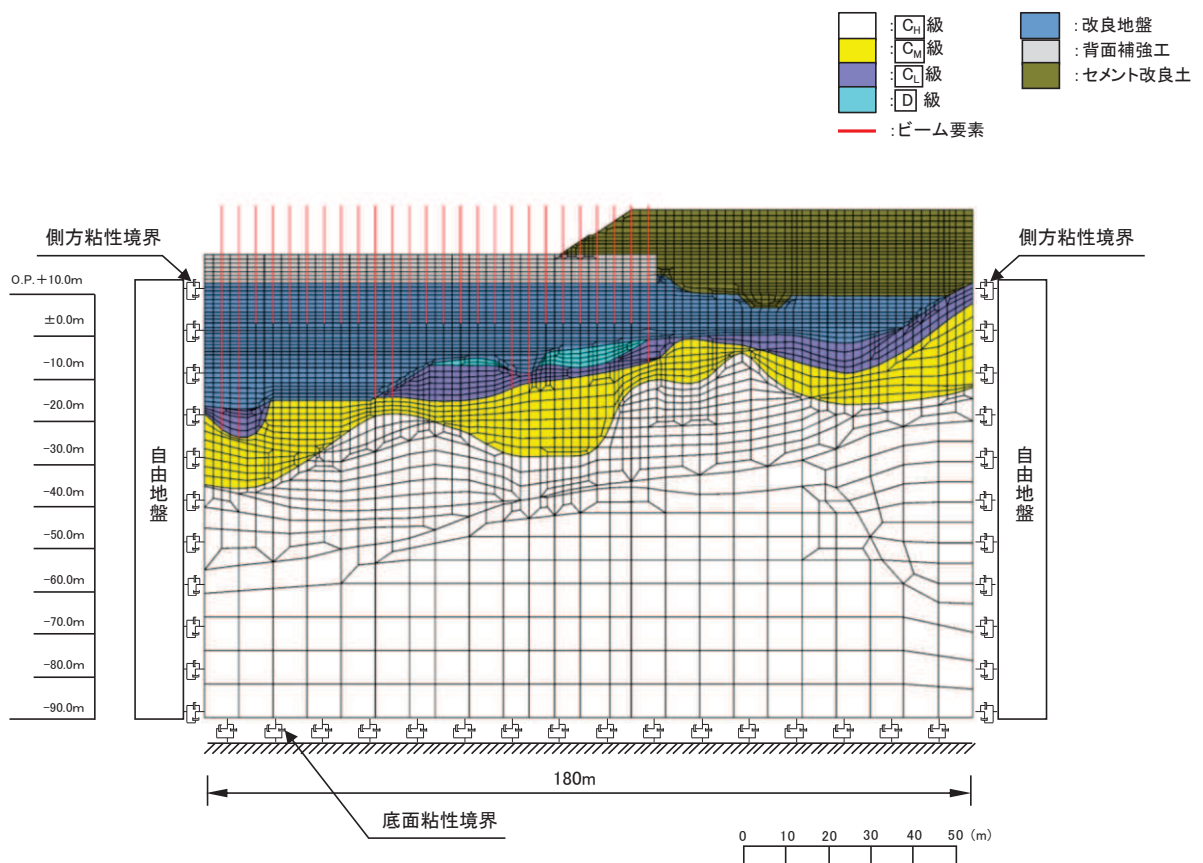 :CH級
:CM級
:CL級
:D 級
:ビーム要素
:改良地盤
:背面補強工
:セメント改良土
側方粘性境界
側方粘性境界
O.P.+10.0m
±0.0m
-10.0m
-20.0m
-30.0m
-40.0m
-50.0m
-60.0m
-70.0m
-80.0m
-90.0m
自由地盤
自由地盤
180m
底面粘性境界
0 10 20 30 40 50 (m)